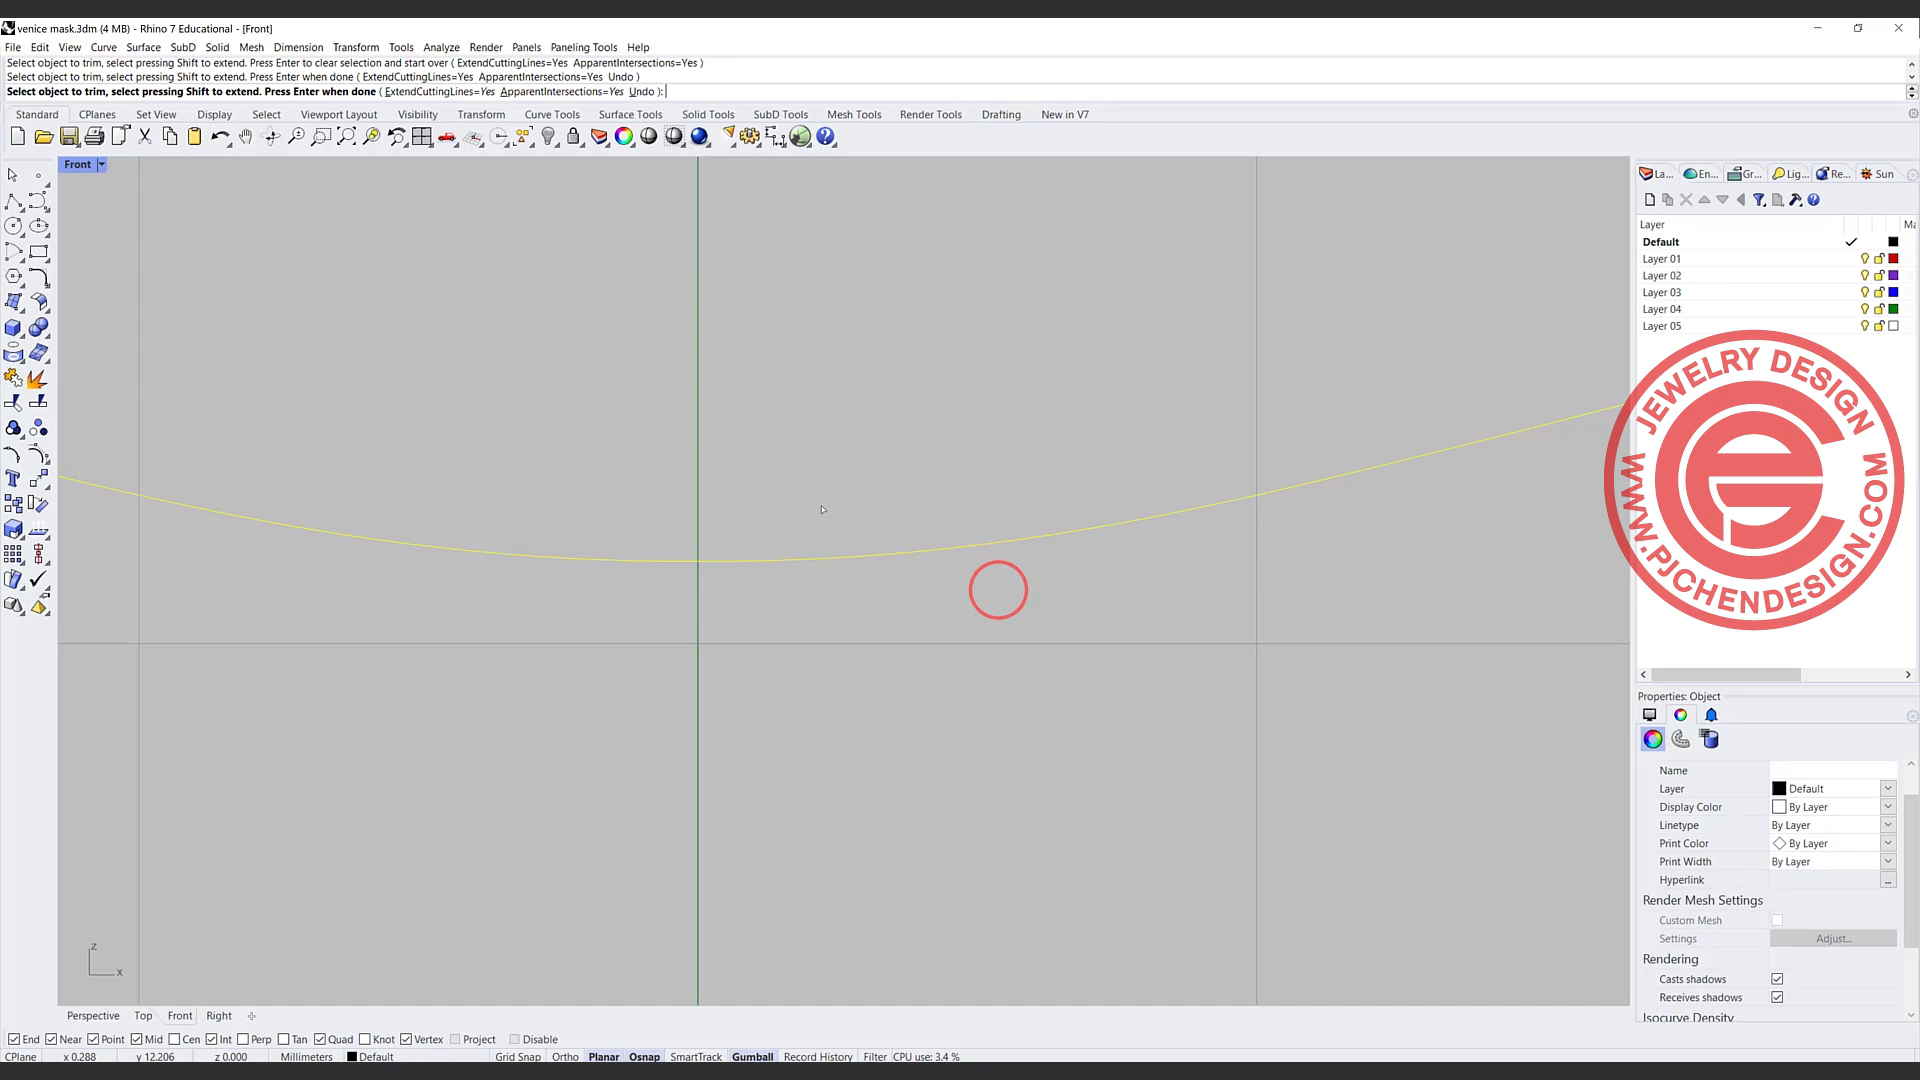 venice mask.3dm (4 MB) - Rhino 7 Educational - [Front]
File Edit View Curve Surface SubD Solid Mesh Dimension Transform Tools Analyze Render Panels Paneling Tools Help
Select object to trim, select pressing Shift to extend. Press Enter to clear selection and start over ( ExtendCuttingLines=Yes ApparentIntersections=Yes )
Select object to trim, select pressing Shift to extend. Press Enter when done ( ExtendCuttingLines=Yes ApparentIntersections=Yes Undo )
Select object to trim, select pressing Shift to extend. Press Enter when done ( ExtendCuttingLines=Yes ApparentIntersections=Yes Undo ):
Standard CPlanes Set View Display Select Viewport Layout Visibility Transform Curve Tools Surface Tools Solid Tools SubD Tools Mesh Tools Render Tools Drafting New in V7
Front
La... En... Gr... Lig... Re... Sun
Layer Ma
Default
Layer 01
Layer 02
Layer 03
Layer 04
Layer 05
JEWELRY DESIGN
WWW.PJCHENDESIGN.COM
Properties: Object
Name
Layer Default
Display Color By Layer
Linetype By Layer
Print Color By Layer
Print Width By Layer
Hyperlink ...
Render Mesh Settings
Custom Mesh
Settings Adjust...
Rendering
Casts shadows
Receives shadows
Isocurve Density
z
x
Perspective Top Front Right
End Near Point Mid Cen Int Perp Tan Quad Knot Vertex Project Disable
CPlane x 0.288 y 12.206 z 0.000 Millimeters Default Grid Snap Ortho Planar Osnap SmartTrack Gumball Record History Filter CPU use: 3.4 %